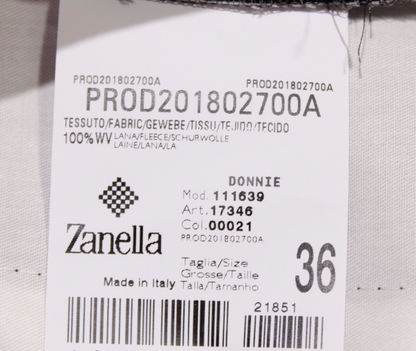 PROD201802700A PROD201802700A
PROD201802700A
TESSUTO/FABRIC/GEWEBE/TISSU/TEJIDO/TECIDO
100%WV LANA/FLEECE/SCHURWOLLE
LAINE/LANA/LA
DONNIE
Mod. 111639
Art. 17346
Col. 00021
PROD201802700A
Zanella
Taglia/Size
Grosse/Taille
Talla/Tamanho
36
Made in Italy
21851